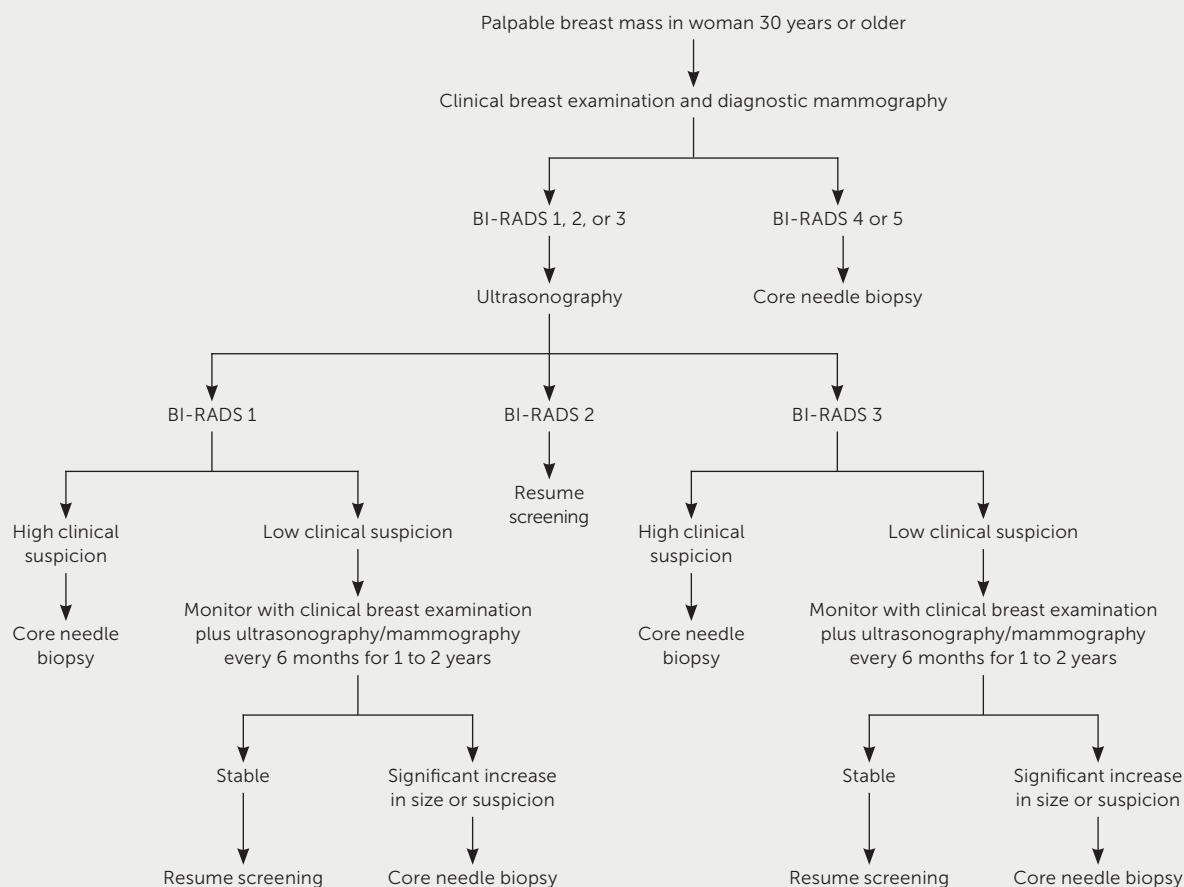 Palpable breast mass in woman 30 years or older
Clinical breast examination and diagnostic mammography
BI-RADS 1, 2, or 3
BI-RADS 4 or 5
Ultrasonography
Core needle biopsy
BI-RADS 1
BI-RADS 2
BI-RADS 3
Resume
screening
High clinical
suspicion
Low clinical suspicion
High clinical
suspicion
Low clinical suspicion
Core needle
biopsy
Monitor with clinical breast examination
plus ultrasonography/mammography
every 6 months for 1 to 2 years
Core needle
biopsy
Monitor with clinical breast examination
plus ultrasonography/mammography
every 6 months for 1 to 2 years
Stable
Significant increase
in size or suspicion
Stable
Significant increase
in size or suspicion
Resume screening
Core needle biopsy
Resume screening
Core needle biopsy